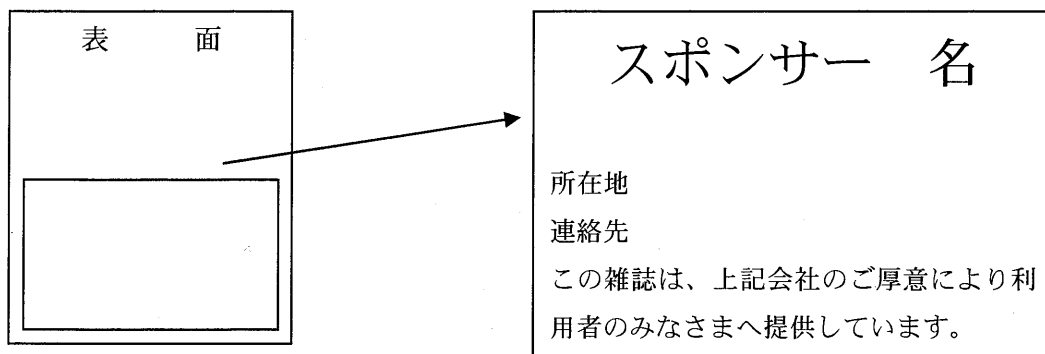 表　面
スポンサー　名
所在地
連絡先
この雑誌は、上記会社のご厚意により利
用者のみなさまへ提供しています。